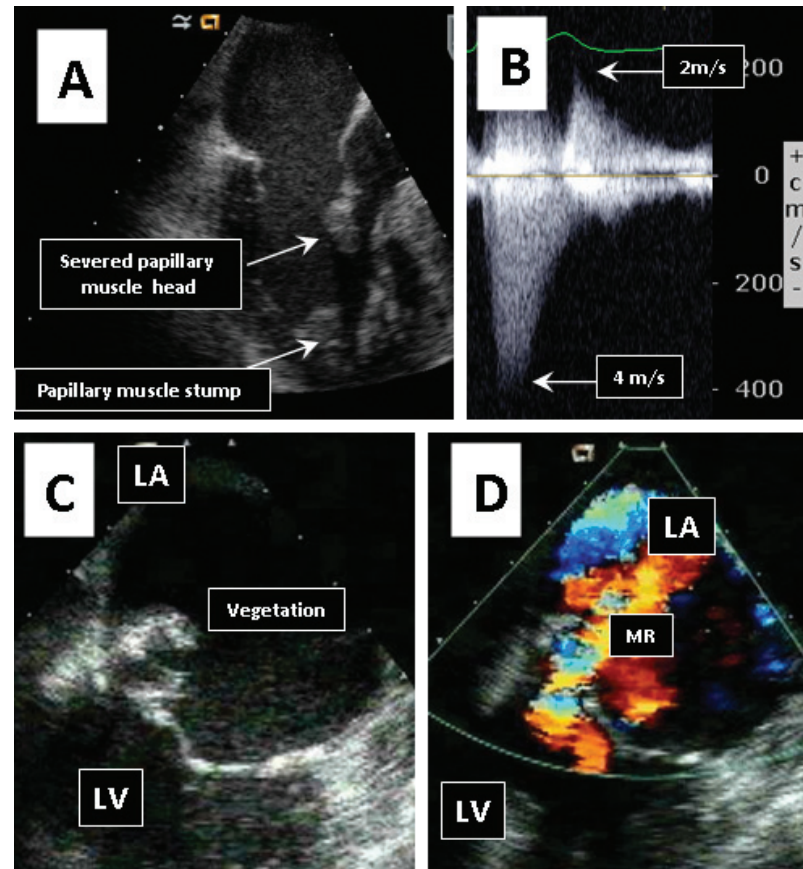 A
Severed papillary
muscle head
Papillary muscle stump
B
2m/s
200
0
200
400
+
c
m
/
s
-
4 m/s
C
LA
Vegetation
LV
D
LA
MR
LV